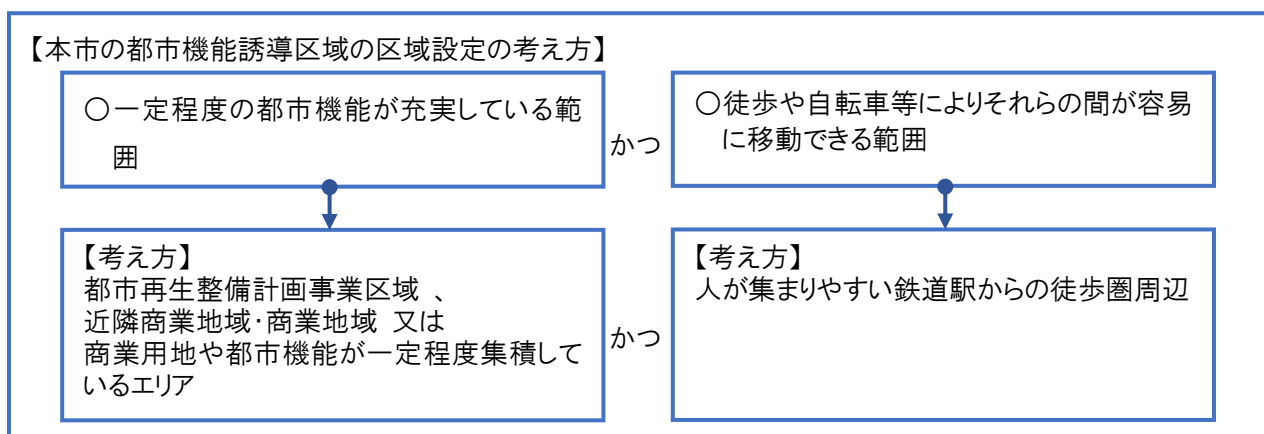 【本市の都市機能誘導区域の区域設定の考え方】
〇一定程度の都市機能が充実している範
囲
かつ
〇徒歩や自転車等によりそれらの間が容易
に移動できる範囲
【考え方】
都市再生整備計画事業区域 、
近隣商業地域・商業地域 又は
商業用地や都市機能が一定程度集積して
いるエリア
かつ
【考え方】
人が集まりやすい鉄道駅からの徒歩圏周辺